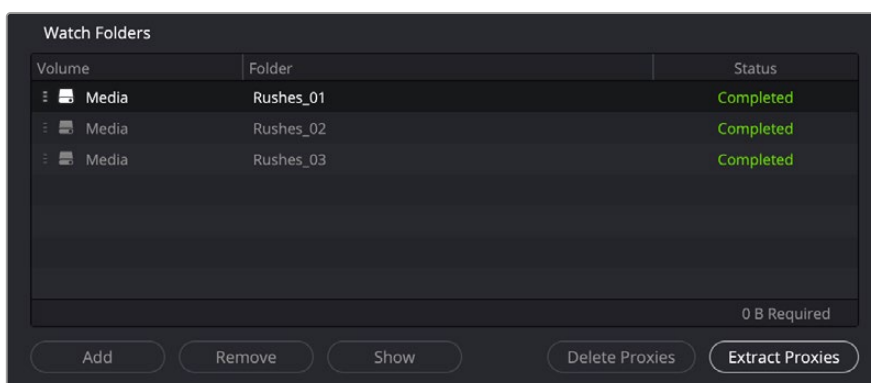 Watch Folders
Volume Folder Status
Media Rushes_01 Completed
Media Rushes_02 Completed
Media Rushes_03 Completed
0 B Required
Add Remove Show Delete Proxies Extract Proxies